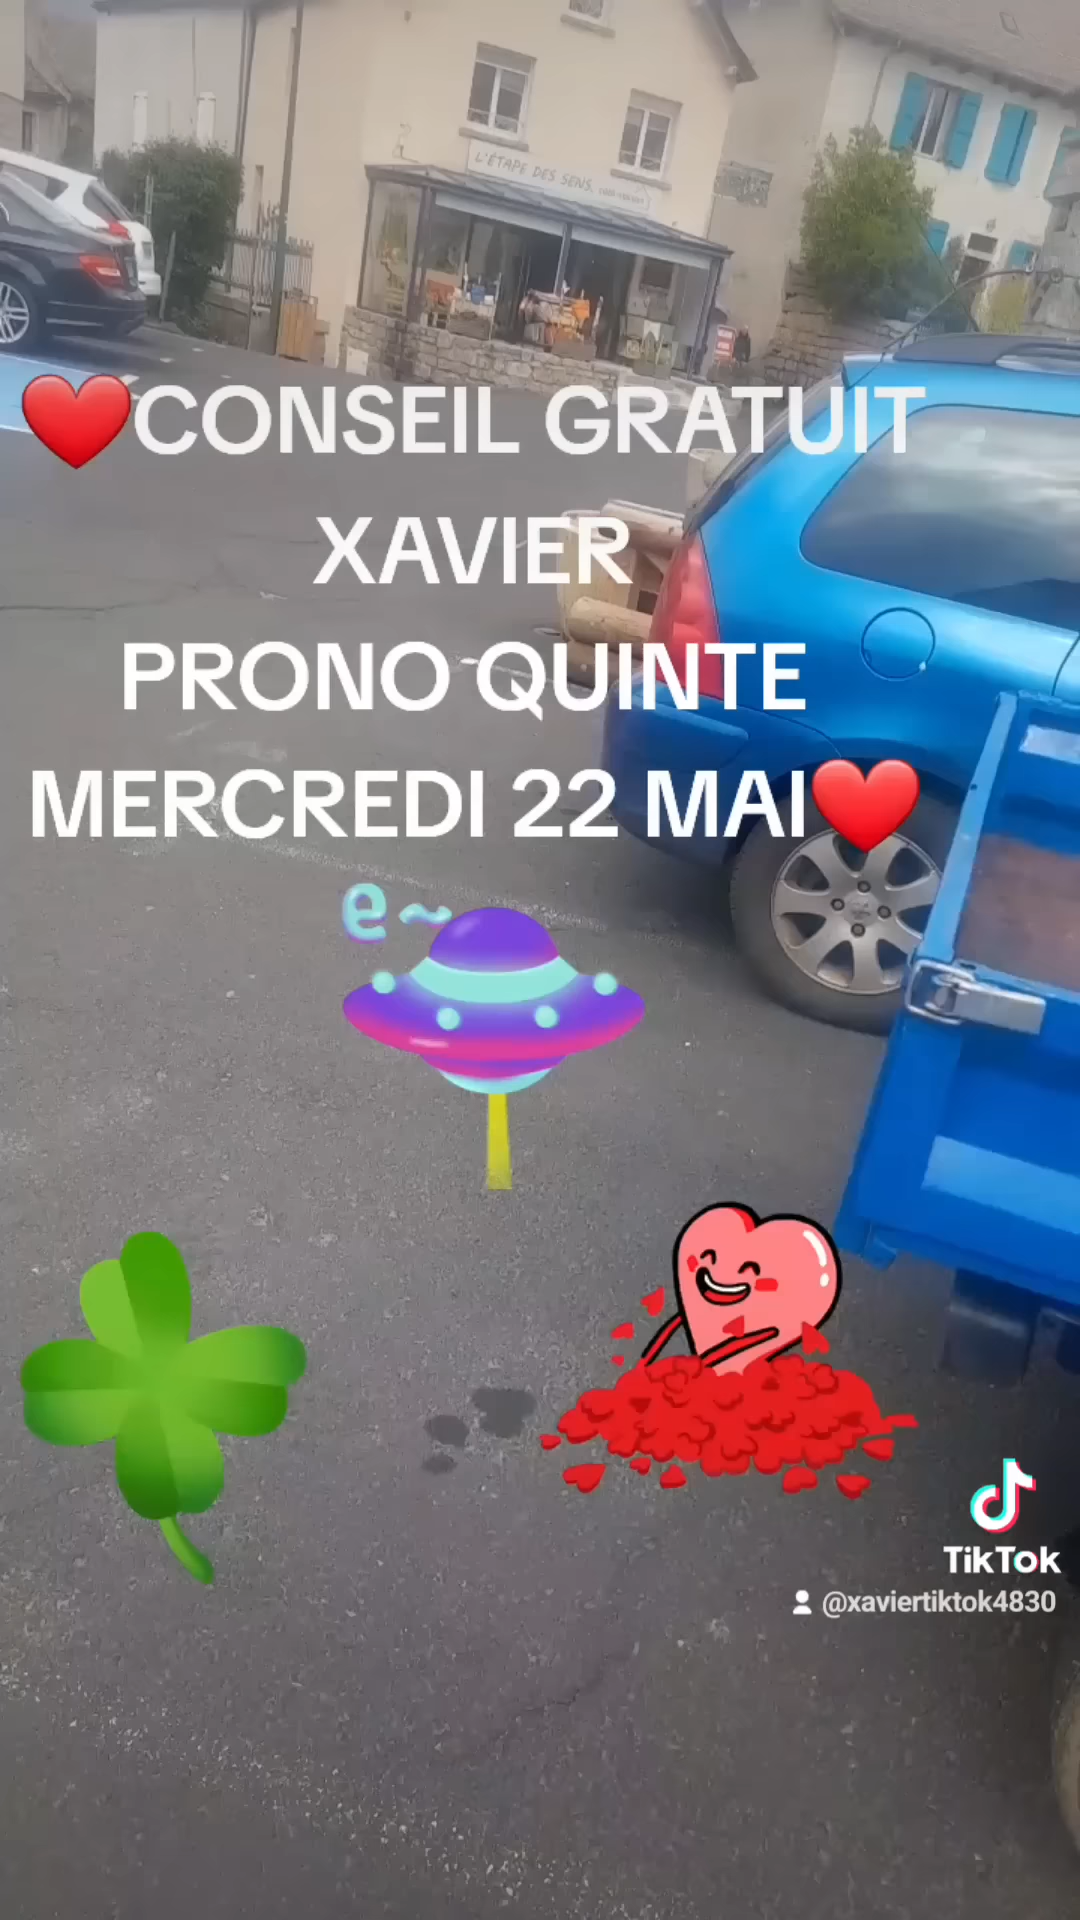 L'ÉTAPE DES SENS
❤️CONSEIL GRATUIT
XAVIER
PRONO QUINTE
MERCREDI 22 MAI❤️
e~
TikTok
@xaviertiktok4830